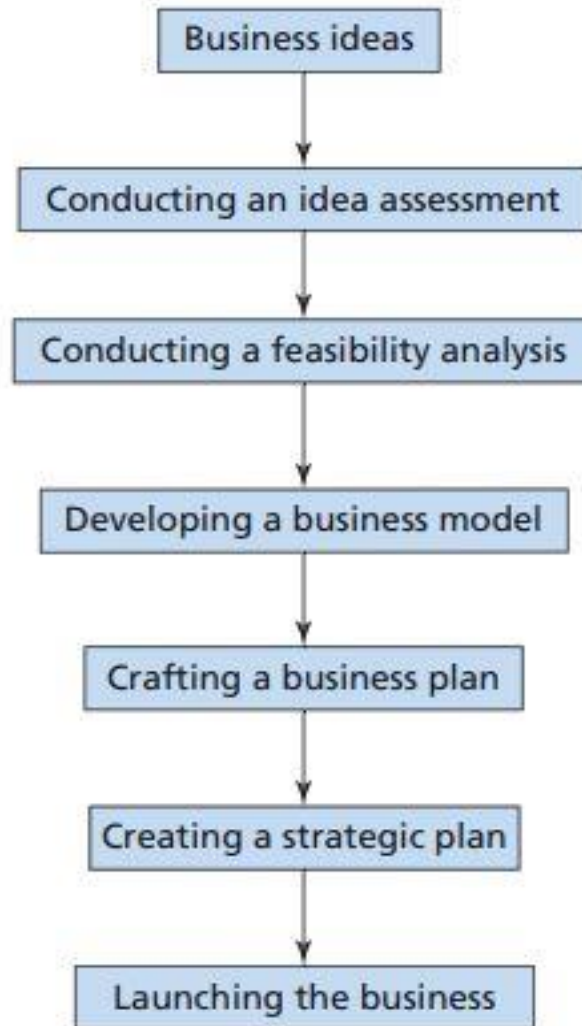 Business ideas
Conducting an idea assessment
Conducting a feasibility analysis
Developing a business model
Crafting a business plan
Creating a strategic plan
Launching the business